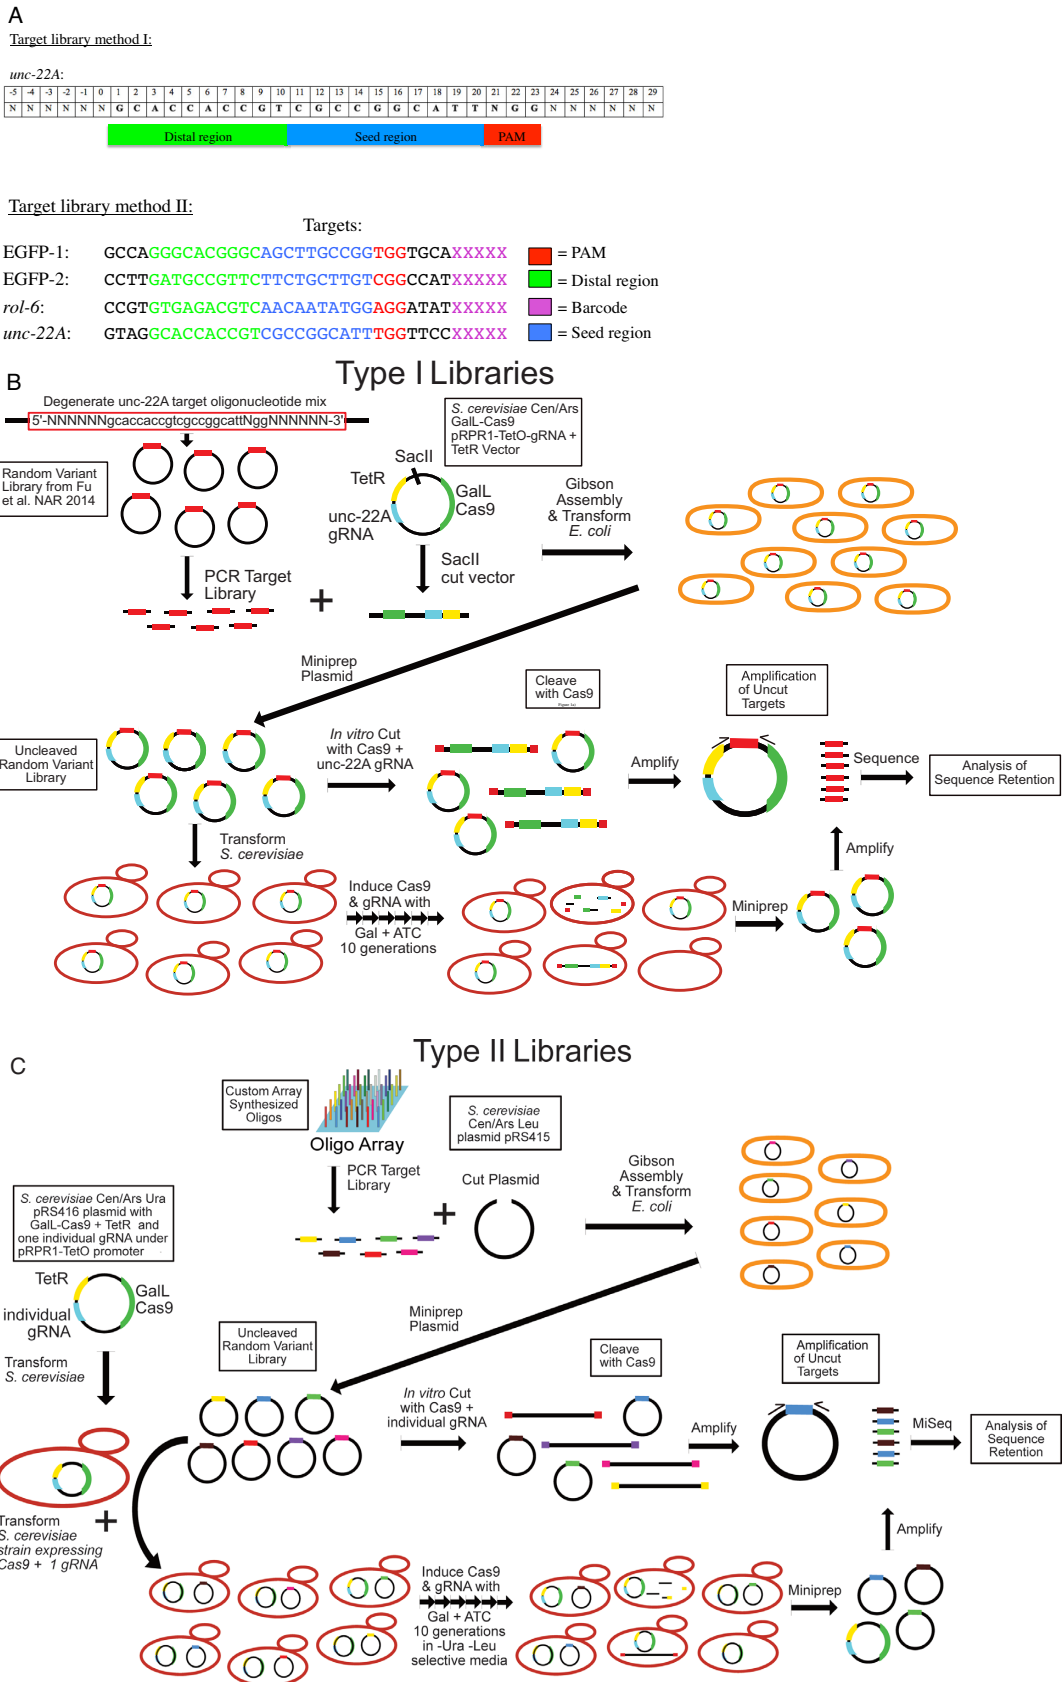 A
Target library method I:
unc-22A:
-5 -4 -3 -2 -1 0 1 2 3 4 5 6 7 8 9 10 11 12 13 14 15 16 17 18 19 20 21 22 23 24 25 26 27 28 29
N N N N N N G C A C C A C C G T C G C C G G C A T T N G G N N N N N N
Distal region Seed region PAM
Target library method II:
Targets:
EGFP-1: GCCAGGGCACGGGCAGCTTGCCGGTGGTGCAXXXXX = PAM
EGFP-2: CCTTGATGCCGTTCTTCTGCTTGTCGGCCATXXXXX = Distal region
rol-6: CCGTGTGAGACGTCAACAATATGGAGGATATXXXXX = Barcode
unc-22A: GTAGGCACCACCGTCGCCGGCATTTGGTTCCXXXXX = Seed region
B
Type I Libraries
Degenerate unc-22A target oligonucleotide mix
5'-NNNNNNgcaccaccgtcgccggcattNggNNNNNN-3'
Random Variant
Library from Fu
et al. NAR 2014
PCR Target
Library
+
S. cerevisiae Cen/Ars
GalL-Cas9
pRPR1-TetO-gRNA +
TetR Vector
SacII
TetR
GalL
Cas9
unc-22A
gRNA
SacII
cut vector
Gibson
Assembly
& Transform
E. coli
Miniprep
Plasmid
Uncleaved
Random Variant
Library
In vitro Cut
with Cas9 +
unc-22A gRNA
Cleave
with Cas9
Amplify
Amplification
of Uncut
Targets
Sequence
Analysis of
Sequence Retention
Transform
S. cerevisiae
Induce Cas9
& gRNA with
Gal + ATC
10 generations
Miniprep
Amplify
C
Type II Libraries
Custom Array
Synthesized
Oligos
Oligo Array
PCR Target
Library
+
S. cerevisiae
Cen/Ars Leu
plasmid pRS415
Cut Plasmid
Gibson
Assembly
& Transform
E. coli
S. cerevisiae Cen/Ars Ura
pRS416 plasmid with
GalL-Cas9 + TetR and
one individual gRNA under
pRPR1-TetO promoter
TetR
GalL
Cas9
individual
gRNA
Transform
S. cerevisiae
Miniprep
Plasmid
Uncleaved
Random Variant
Library
In vitro Cut
with Cas9 +
individual gRNA
Cleave
with Cas9
Amplify
Amplification
of Uncut
Targets
MiSeq
Analysis of
Sequence
Retention
Transform
S. cerevisiae
strain expressing
Cas9 + 1 gRNA
+
Induce Cas9
& gRNA with
Gal + ATC
10 generations
in -Ura -Leu
selective media
Miniprep
Amplify